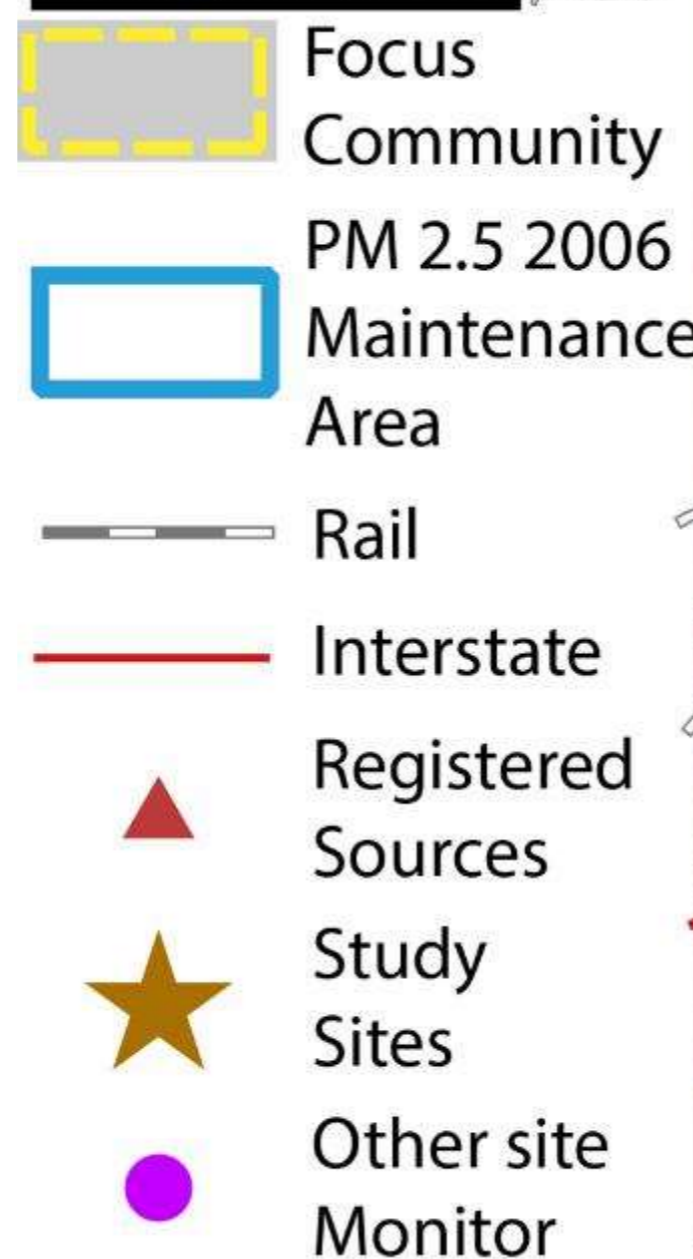 Focus
Community
PM 2.5 2006
Maintenance
Area
Rail
Interstate
Registered
Sources
Study
Sites
Other site
Monitor